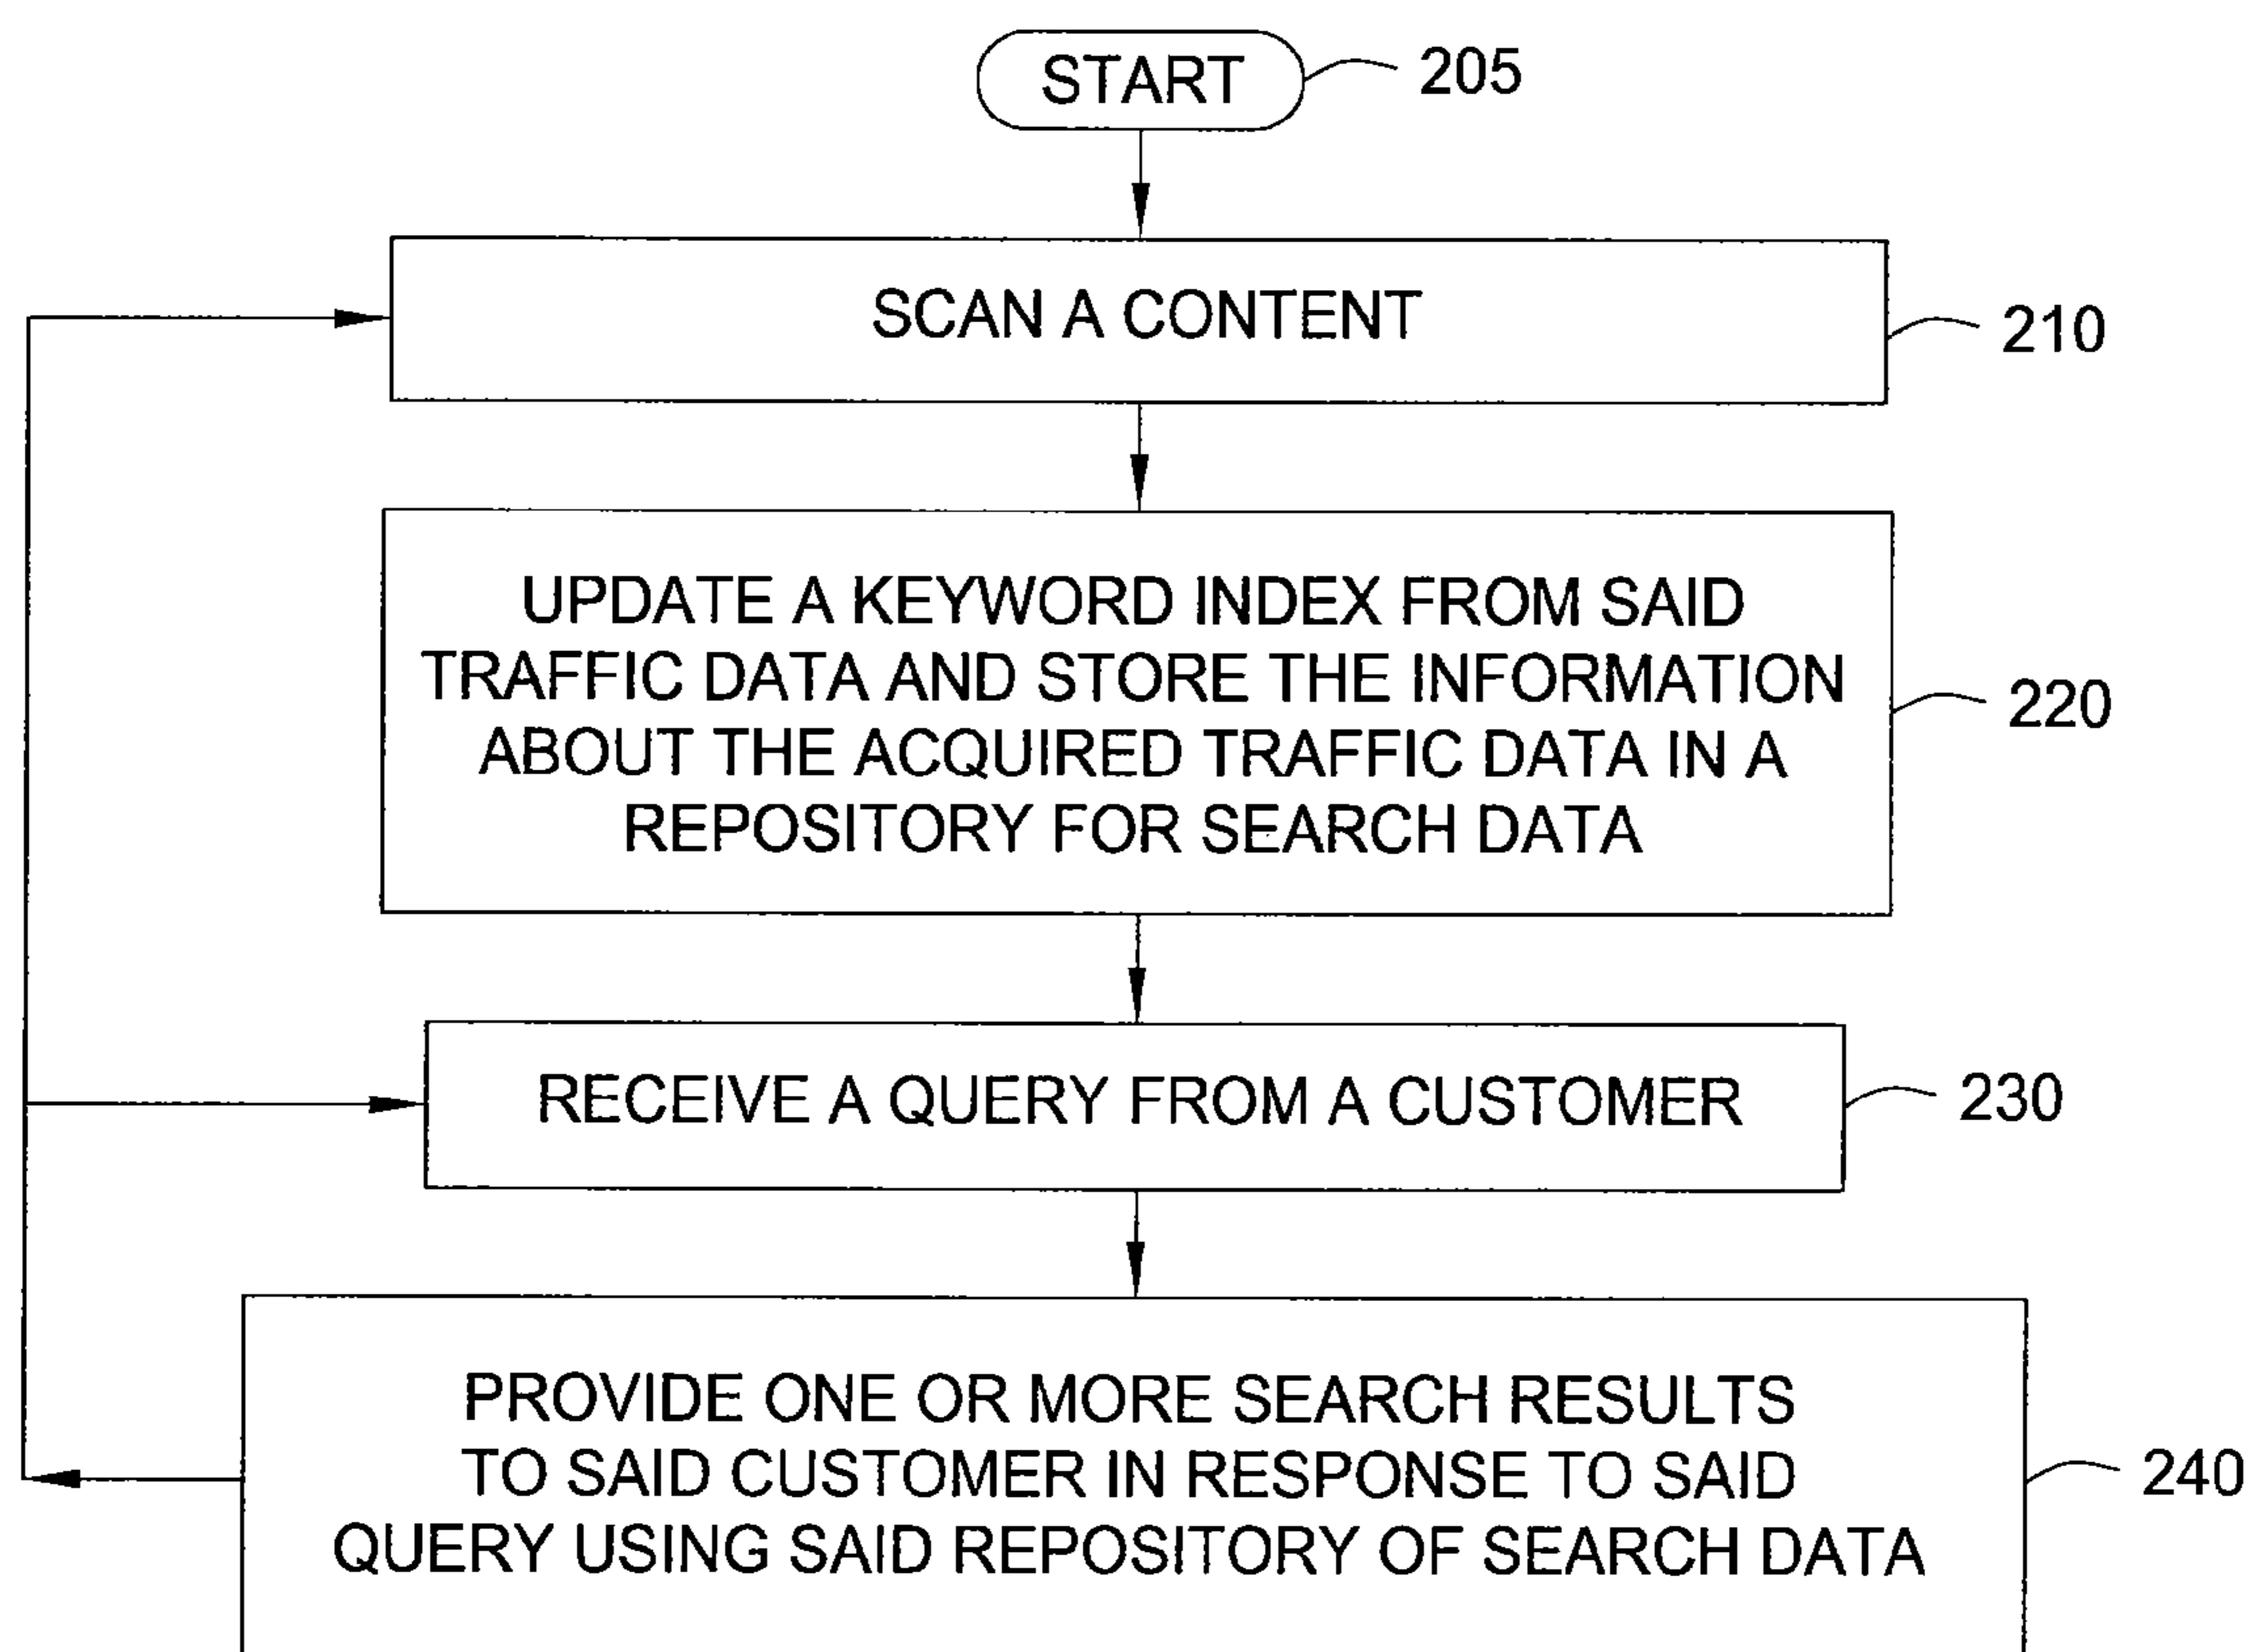 START
205
SCAN A CONTENT
210
UPDATE A KEYWORD INDEX FROM SAID
TRAFFIC DATA AND STORE THE INFORMATION
ABOUT THE ACQUIRED TRAFFIC DATA IN A
REPOSITORY FOR SEARCH DATA
220
RECEIVE A QUERY FROM A CUSTOMER
230
PROVIDE ONE OR MORE SEARCH RESULTS
TO SAID CUSTOMER IN RESPONSE TO SAID
QUERY USING SAID REPOSITORY OF SEARCH DATA
240